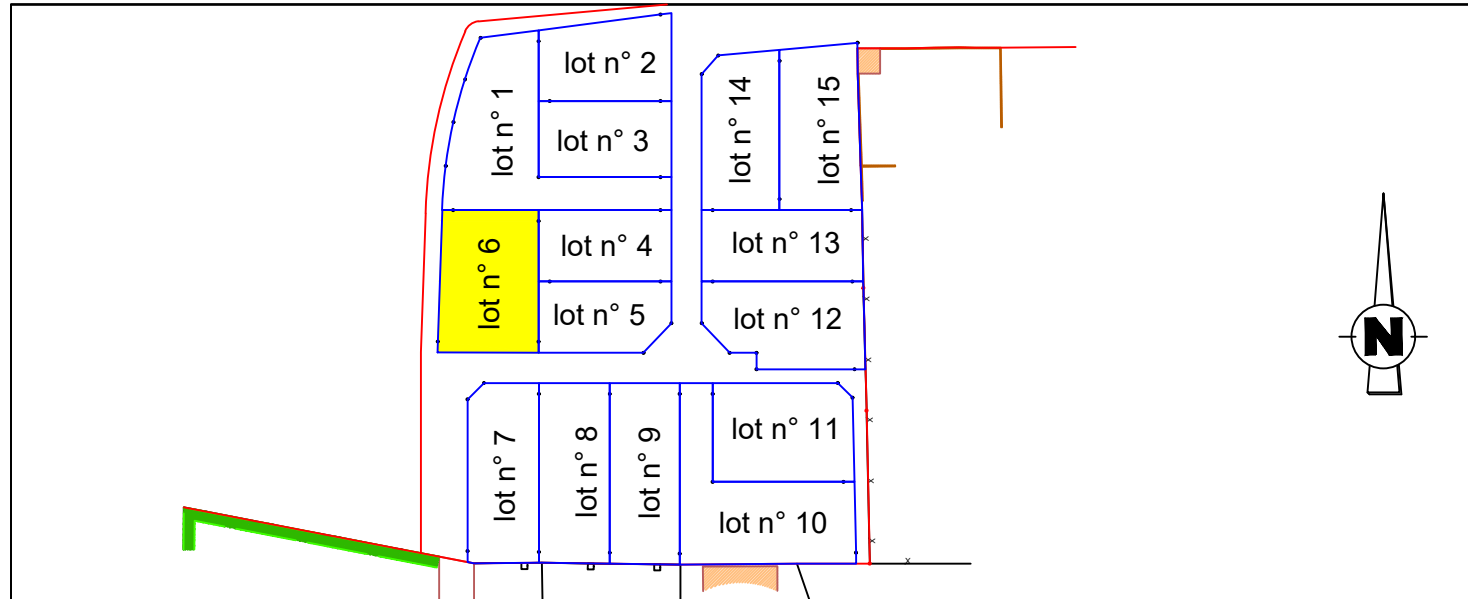 lot n° 1
lot n° 2
lot n° 3
lot n° 14
lot n° 15
lot n° 6
lot n° 4
lot n° 5
lot n° 13
lot n° 12
N
lot n° 7
lot n° 8
lot n° 9
lot n° 11
lot n° 10